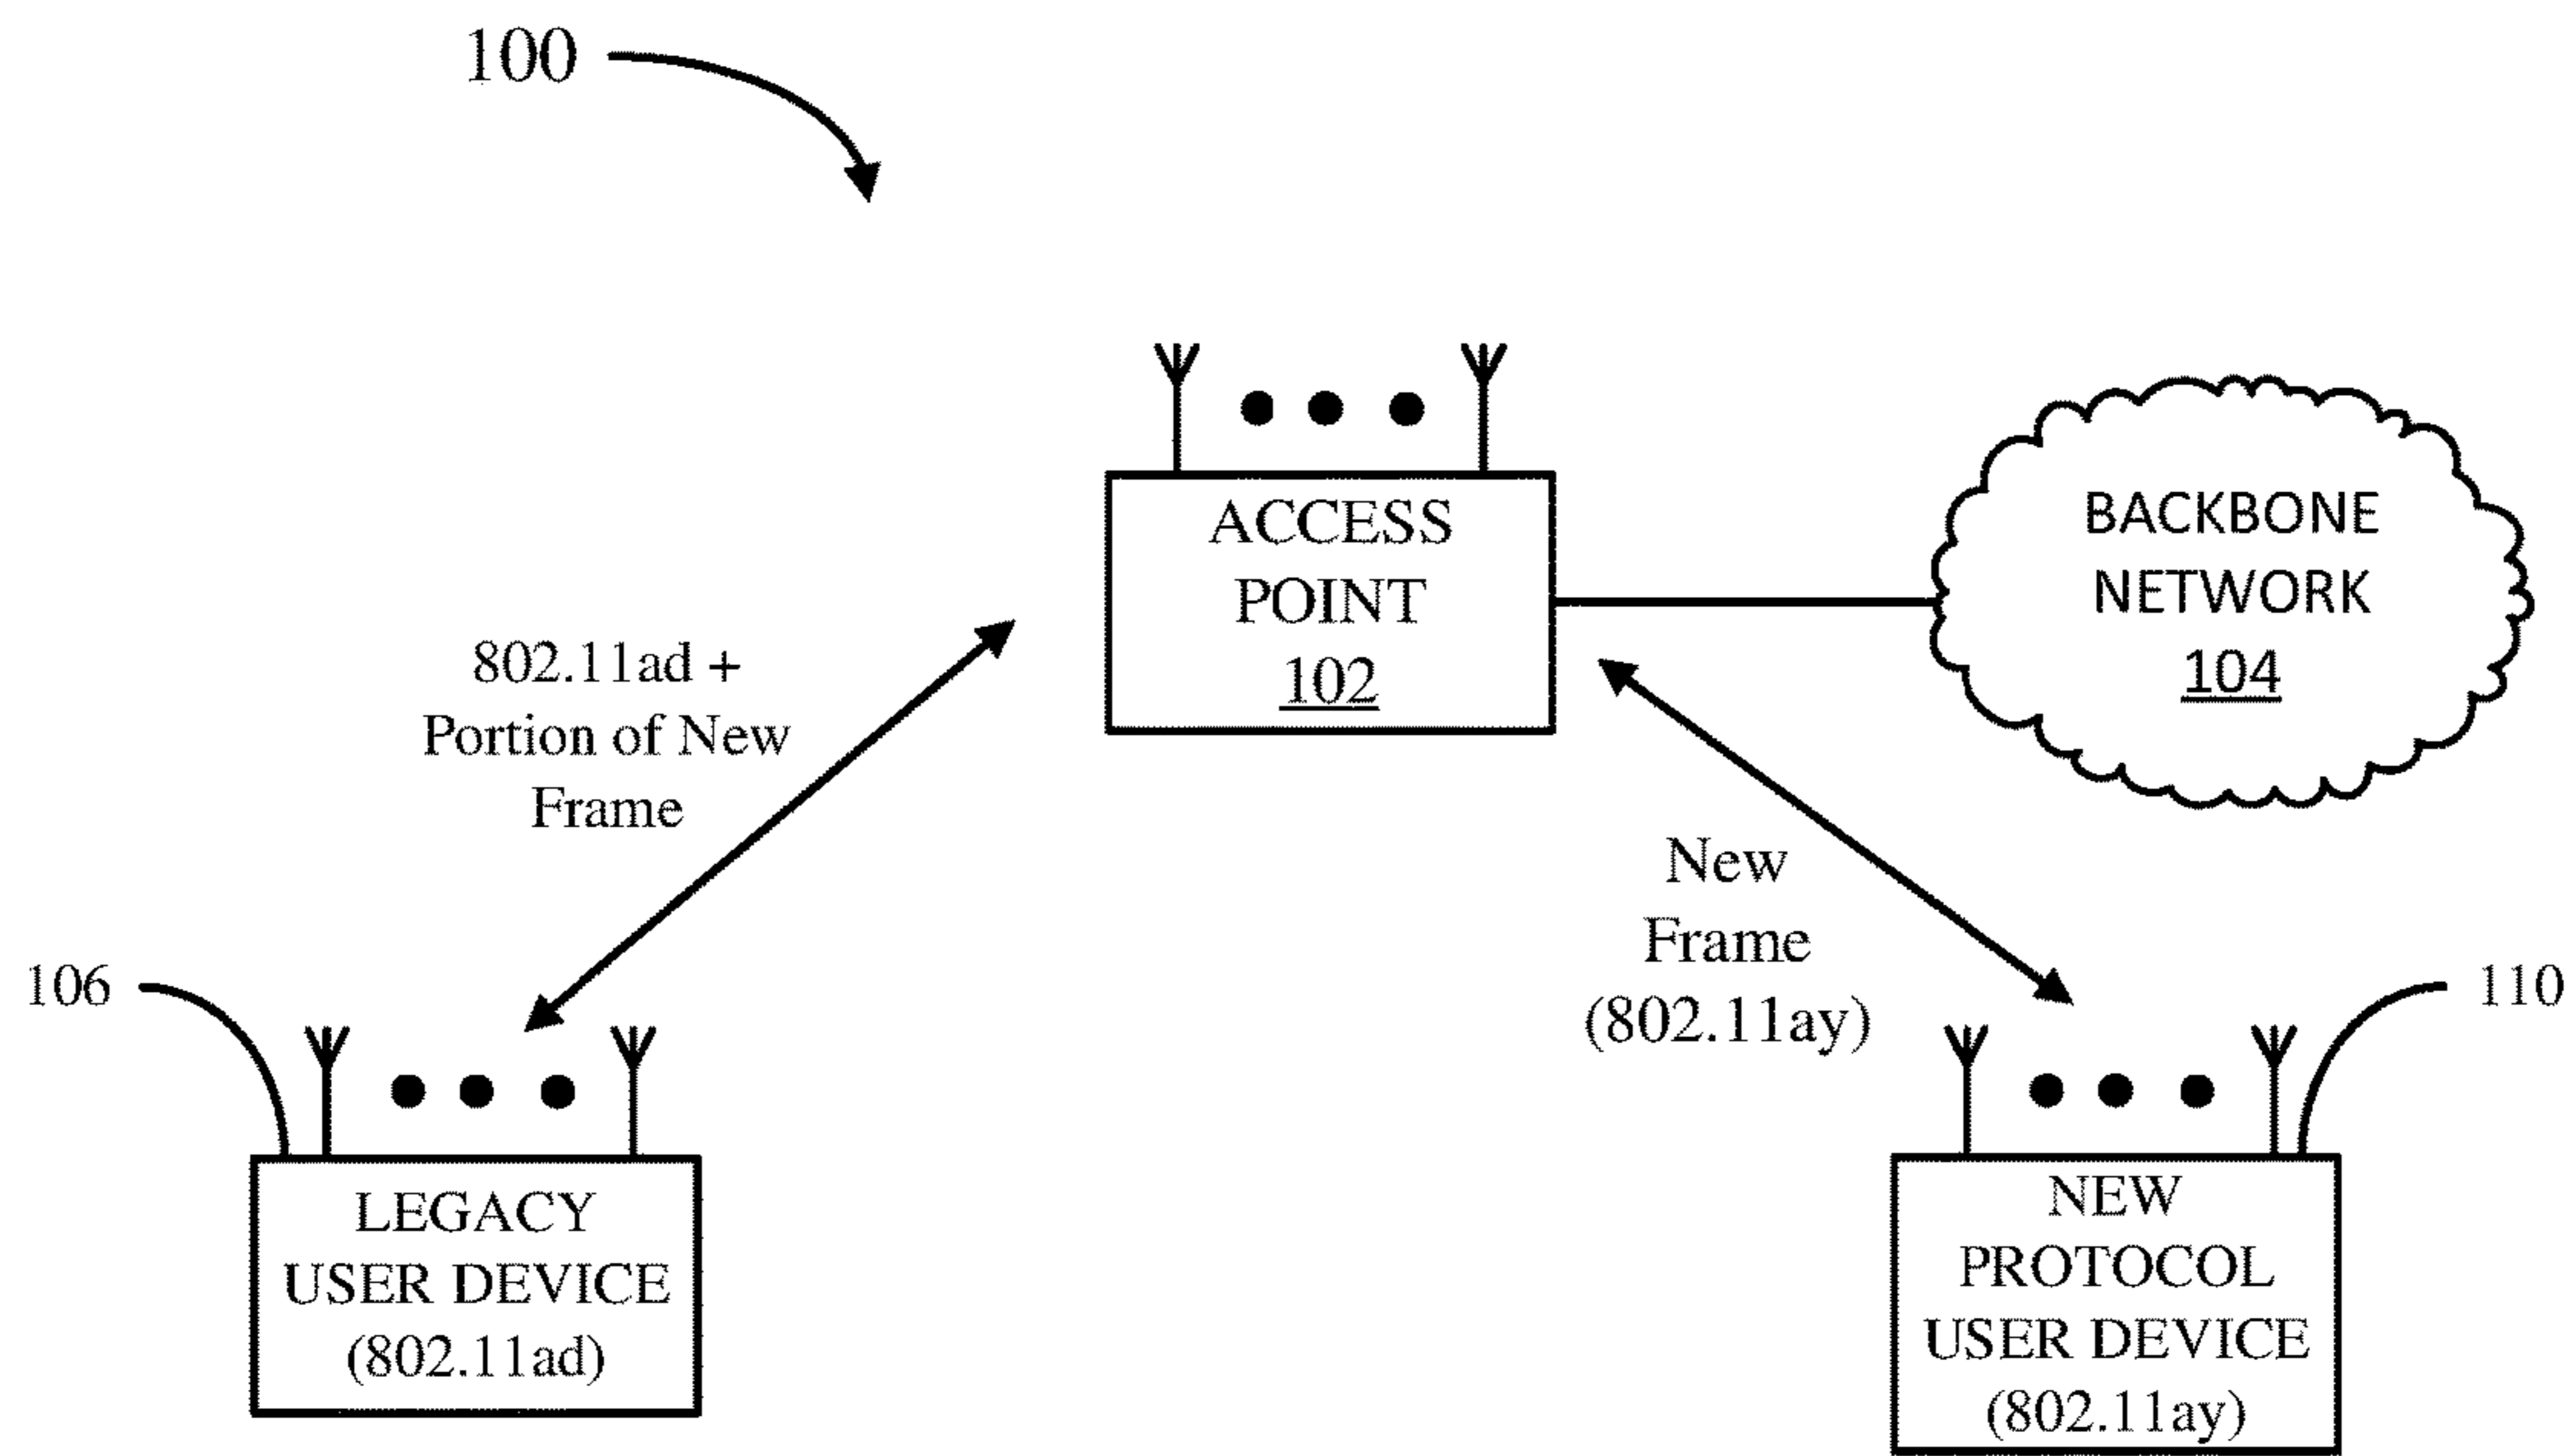 100
ACCESS
POINT
102
BACKBONE
NETWORK
104
802.11ad +
Portion of New
Frame
New
Frame
(802.11ay)
106
110
LEGACY
USER DEVICE
(802.11ad)
NEW
PROTOCOL
USER DEVICE
(802.11ay)